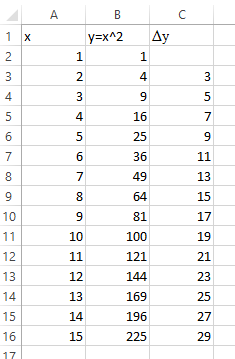 A B C
1 x y=x^2 Δy
2 1 1
3 2 4 3
4 3 9 5
5 4 16 7
6 5 25 9
7 6 36 11
8 7 49 13
9 8 64 15
10 9 81 17
11 10 100 19
12 11 121 21
13 12 144 23
14 13 169 25
15 14 196 27
16 15 225 29
17